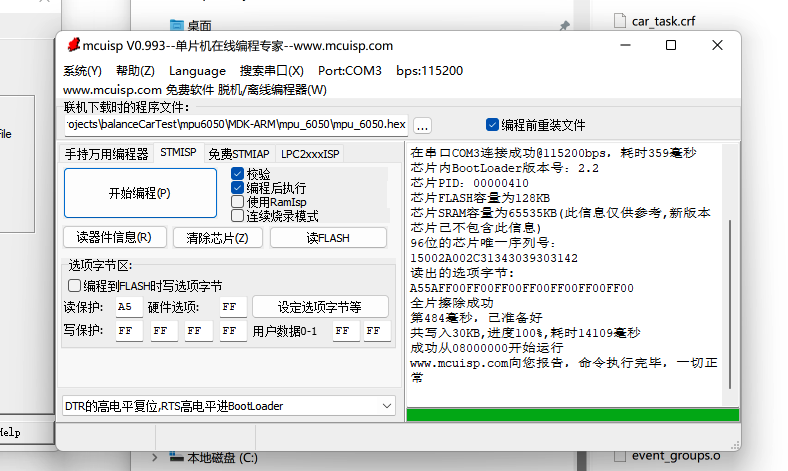 桌面
car_task.crf
mcuisp V0.993--单片机在线编程专家--www.mcuisp.com
系统(Y) 帮助(Z) Language 搜索串口(X) Port:COM3 bps:115200
www.mcuisp.com 免费软件 脱机/离线编程器(W)
联机下载时的程序文件:
rojects\balanceCarTest\mpu6050\MDK-ARM\mpu_6050\mpu_6050.hex ... 编程前重装文件
File
手持万用编程器 STMISP 免费STMIAP LPC2xxxISP
开始编程(P)
校验
编程后执行
使用RamIsp
连续烧录模式
读器件信息(R) 清除芯片(Z) 读FLASH
选项字节区:
编程到FLASH时写选项字节
读保护: A5 硬件选项: FF 设定选项字节等
写保护: FF FF FF FF 用户数据0-1 FF FF
DTR的高电平复位,RTS高电平进BootLoader
在串口COM3连接成功@115200bps, 耗时359毫秒
芯片内BootLoader版本号: 2.2
芯片PID: 00000410
芯片FLASH容量为128KB
芯片SRAM容量为65535KB(此信息仅供参考,新版本
芯片已不包含此信息)
96位的芯片唯一序列号:
15002A002C31343039303142
读出的选项字节:
A55AFF00FF00FF00FF00FF00FF00FF00
全片擦除成功
第484毫秒, 已准备好
共写入30KB,进度100%,耗时14109毫秒
成功从08000000开始运行
www.mcuisp.com向您报告, 命令执行完毕, 一切正
常
Help
本地磁盘 (C:)
event_groups.o